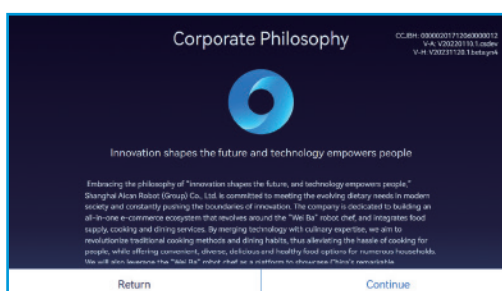 Corporate Philosophy
CCJBH: 00000201712060000012
V-A: V20220110.1.csdev
V-H: V20231120.1.beta.yn4
Innovation shapes the future and technology empowers people
Embracing the philosophy of "innovation shapes the future, and technology empowers people,"
Shanghai Aican Robot (Group) Co., Ltd. is committed to meeting the evolving dietary needs in modern
society and constantly pushing the boundaries of innovation. The company is dedicated to building an
all-in-one e-commerce ecosystem that revolves around the "Wei Ba" robot chef, and integrates food
supply, cooking and dining services. By merging technology with culinary expertise, we aim to
revolutionize traditional cooking methods and dining habits, thus alleviating the hassle of cooking for
people, while offering convenient, diverse, delicious and healthy food options for numerous households.
We will also leverage the "Wei Ba" robot chef as a platform to showcase China's remarkable
Return
Continue